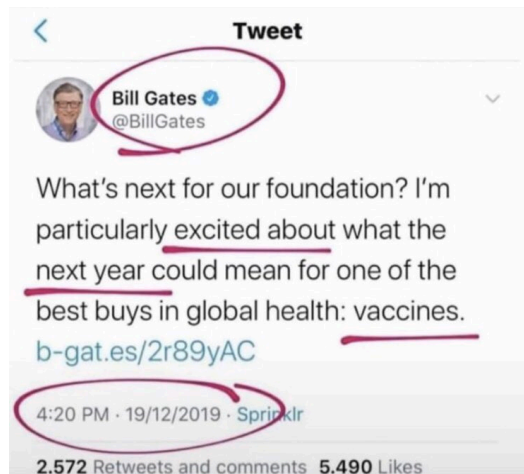 Tweet
Bill Gates
@BillGates
What's next for our foundation? I'm
particularly excited about what the
next year could mean for one of the
best buys in global health: vaccines.
b-gat.es/2r89yAC
4:20 PM · 19/12/2019 · Sprinklr
2.572 Retweets and comments 5.490 Likes